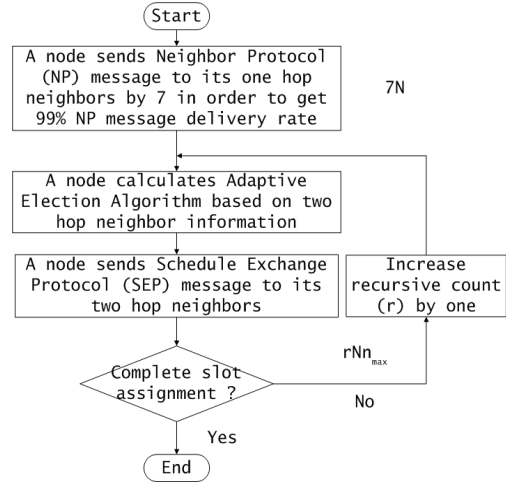 Start
A node sends Neighbor Protocol
(NP) message to its one hop
neighbors by 7 in order to get
99% NP message delivery rate
7N
A node calculates Adaptive
Election Algorithm based on two
hop neighbor information
A node sends Schedule Exchange
Protocol (SEP) message to its
two hop neighbors
Increase
recursive count
(r) by one
Complete slot
assignment ?
rNnmax
No
Yes
End